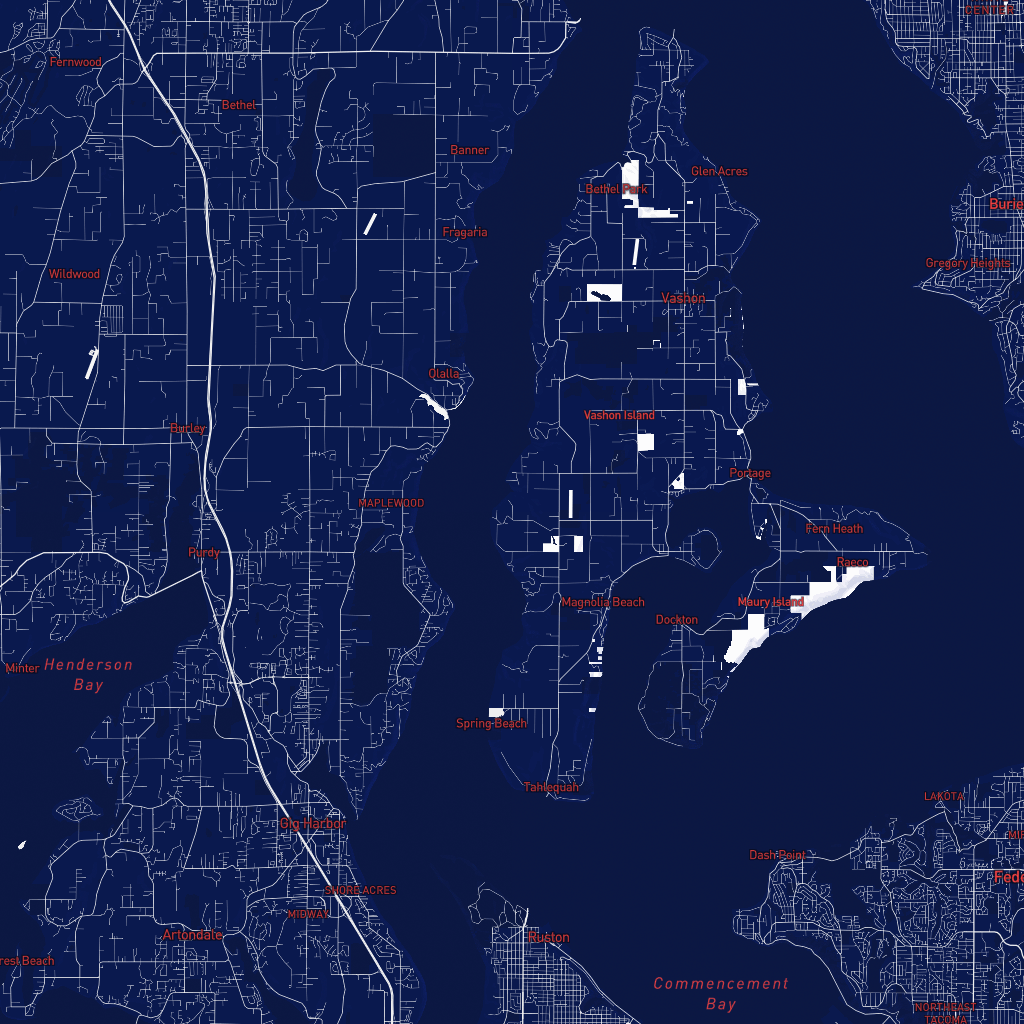 CENTER
Fernwood
Bethel
Banner
Glen Acres
Bethel Park
Burie
Fragaria
Gregory Heights
Wildwood
Vashon
Olalla
Vashon Island
Burley
Portage
MAPLEWOOD
Fern Heath
Purdy
Raeco
Magnolia Beach
Maury Island
Dockton
Minter
Henderson
Bay
Spring Beach
Tahlequah
LAKOTA
Gig Harbor
MIR
Dash Point
Fede
SHORE ACRES
MIDWAY
Artondale
Ruston
rest Beach
Commencement
Bay
NORTHEAST
TACOMA